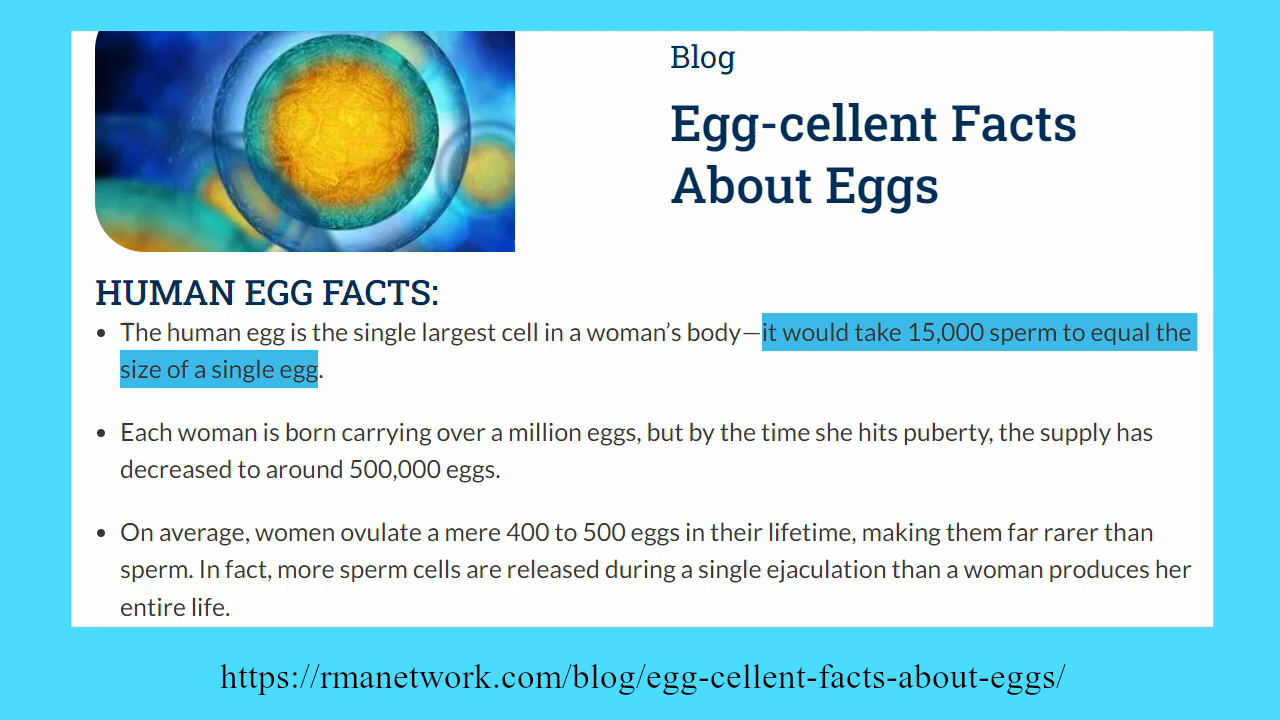 Blog
Egg-cellent Facts
About Eggs
HUMAN EGG FACTS:
• The human egg is the single largest cell in a woman’s body—it would take 15,000 sperm to equal the
size of a single egg.
• Each woman is born carrying over a million eggs, but by the time she hits puberty, the supply has
decreased to around 500,000 eggs.
• On average, women ovulate a mere 400 to 500 eggs in their lifetime, making them far rarer than
sperm. In fact, more sperm cells are released during a single ejaculation than a woman produces her
entire life.
https://rmanetwork.com/blog/egg-cellent-facts-about-eggs/